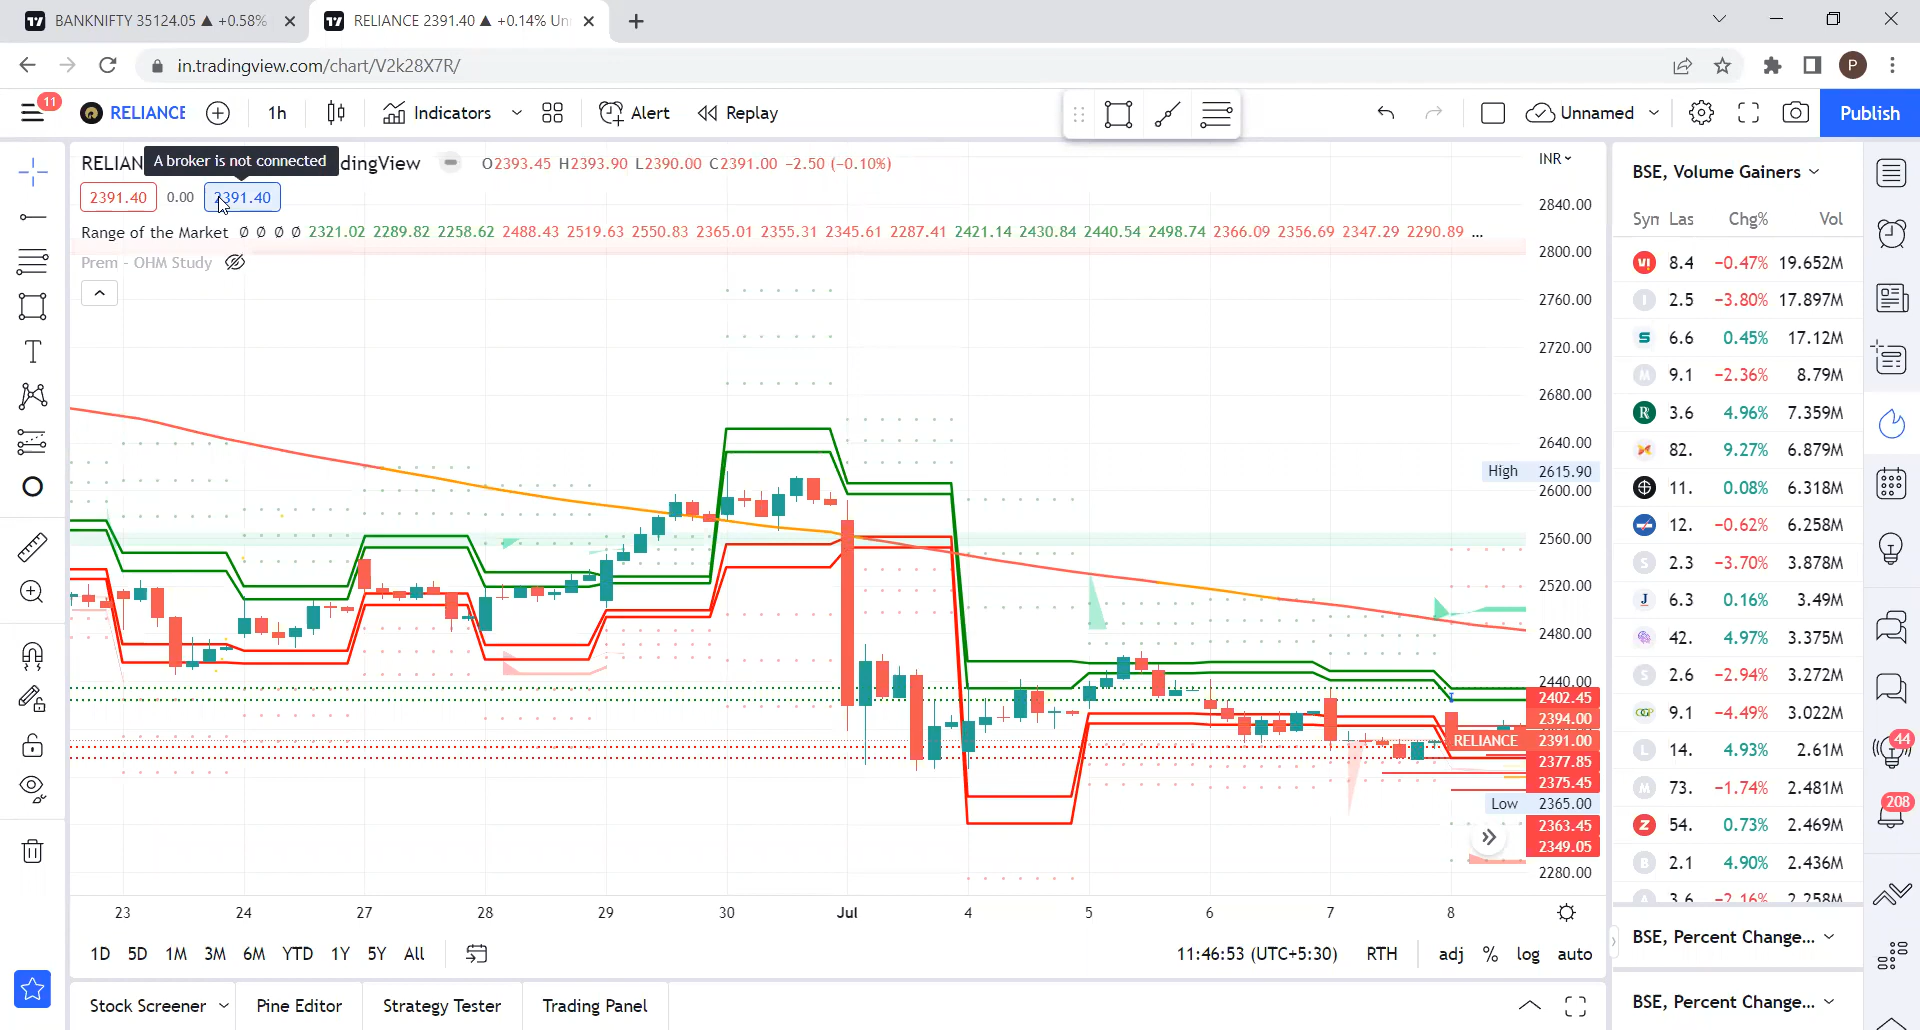 BANKNIFTY 35124.05 ▲ +0.58%
RELIANCE 2391.40 ▲ +0.14% Un
in.tradingview.com/chart/V2k28X7R/
P
11
RELIANCE
1h
Indicators
Alert
Replay
Unnamed
Publish
RELIAN
A broker is not connected
dingView
O2393.45 H2393.90 L2390.00 C2391.00 −2.50 (−0.10%)
INR
2391.40
0.00
2391.40
Range of the Market Ø Ø Ø Ø 2321.02 2289.82 2258.62 2488.43 2519.63 2550.83 2365.01 2355.31 2345.61 2287.41 2421.14 2430.84 2440.54 2498.74 2366.09 2356.69 2347.29 2290.89 ...
Prem - OHM Study
2840.00
2800.00
2760.00
2720.00
2680.00
2640.00
High 2615.90
2600.00
2560.00
2520.00
2480.00
2440.00
2402.45
2394.00
RELIANCE 2391.00
2377.85
2375.45
Low 2365.00
2363.45
2349.05
2280.00
23 24 27 28 29 30 Jul 4 5 6 7 8
1D 5D 1M 3M 6M YTD 1Y 5Y All
11:46:53 (UTC+5:30) RTH adj % log auto
Stock Screener
Pine Editor
Strategy Tester
Trading Panel
BSE, Volume Gainers
Syn Las Chg% Vol
8.4 −0.47% 19.652M
2.5 −3.80% 17.897M
6.6 0.45% 17.12M
M 9.1 −2.36% 8.79M
3.6 4.96% 7.359M
82. 9.27% 6.879M
11. 0.08% 6.318M
12. −0.62% 6.258M
S 2.3 −3.70% 3.878M
J 6.3 0.16% 3.49M
42. 4.97% 3.375M
S 2.6 −2.94% 3.272M
9.1 −4.49% 3.022M
L 14. 4.93% 2.61M
M 73. −1.74% 2.481M
Z 54. 0.73% 2.469M
B 2.1 4.90% 2.436M
A 3.6 −2.16% 2.258M
BSE, Percent Change...
BSE, Percent Change...
44
208